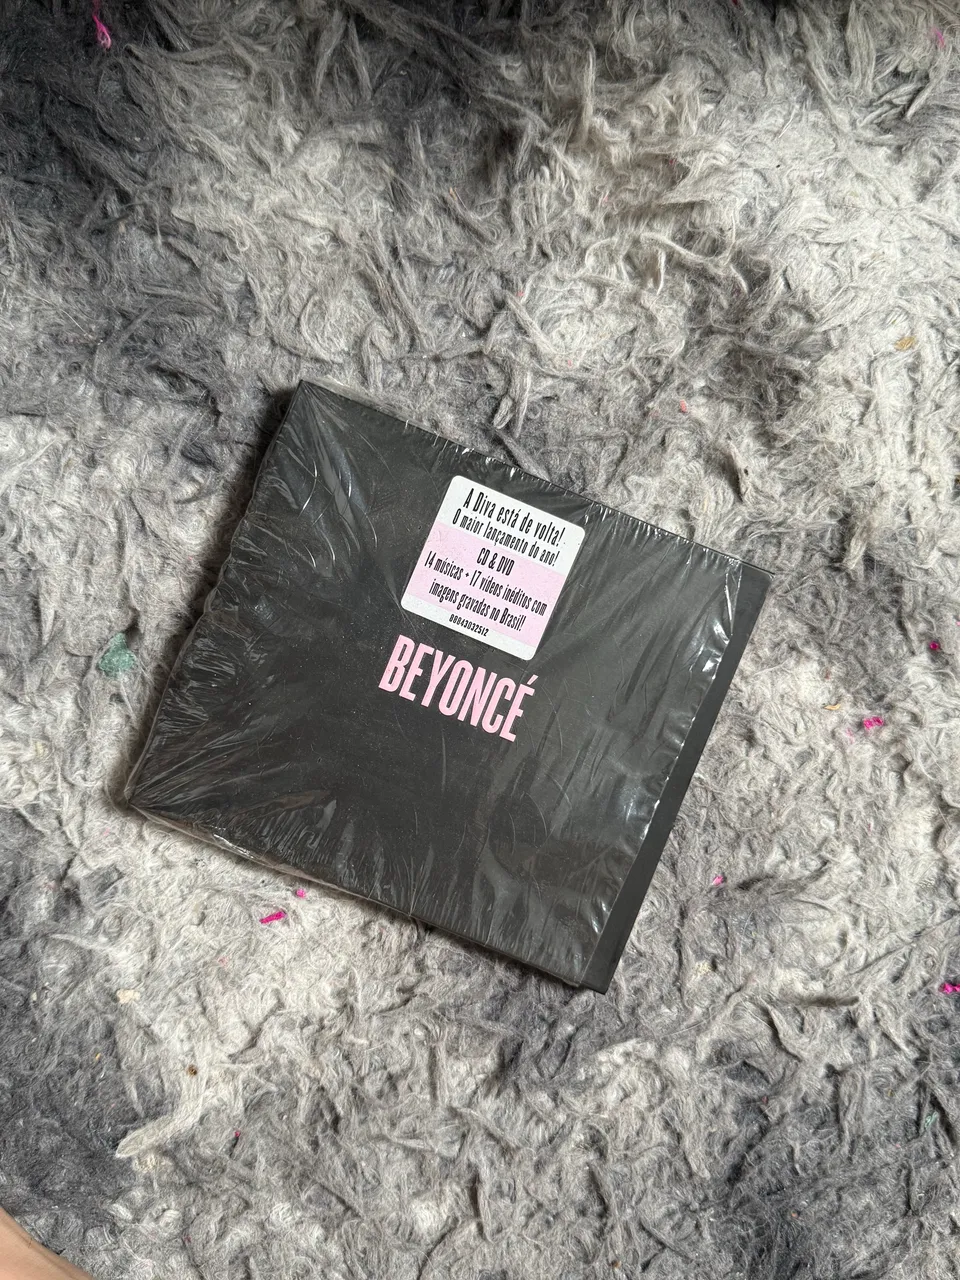 A Diva está de volta!
O maior lançamento do ano!
CD & DVD
14 músicas + 17 vídeos inéditos com
imagens gravadas no Brasil!
00043032512
BEYONCÉ